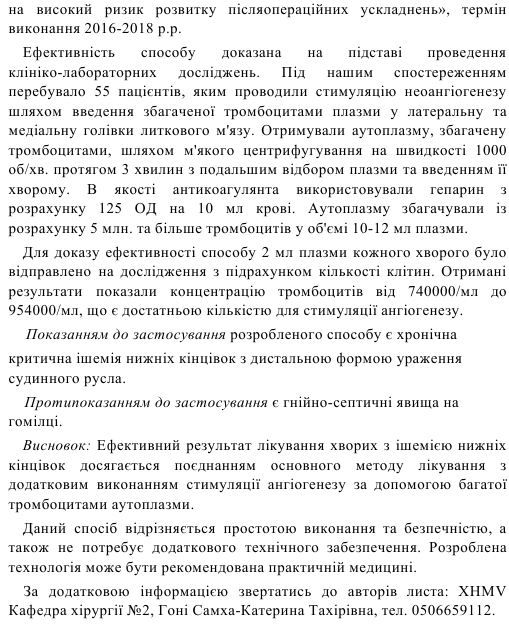 на високий ризик розвитку післяопераційних ускладнень», термін
виконання 2016-2018 р.р.
Ефективність способу доказана на підставі проведення
клініко-лабораторних досліджень. Під нашим спостереженням
перебувало 55 пацієнтів, яким проводили стимуляцію неоангіогенезу
шляхом введення збагаченої тромбоцитами плазми у латеральну та
медіальну голівки литкового м'язу. Отримували аутоплазму, збагачену
тромбоцитами, шляхом м'якого центрифугування на швидкості 1000
об/хв. протягом 3 хвилин з подальшим відбором плазми та введенням її
хворому. В якості антикоагулянта використовували гепарин з
розрахунку 125 ОД на 10 мл крові. Аутоплазму збагачували із
розрахунку 5 млн. та більше тромбоцитів у об'ємі 10-12 мл плазми.
Для доказу ефективності способу 2 мл плазми кожного хворого було
відправлено на дослідження з підрахунком кількості клітин. Отримані
результати показали концентрацію тромбоцитів від 740000/мл до
954000/мл, що є достатньою кількістю для стимуляції ангіогенезу.
Показанням до застосування розробленого способу є хронічна
критична ішемія нижніх кінцівок з дистальною формою ураження
судинного русла.
Протипоказанням до застосування є гнійно-септичні явища на
гомілці.
Висновок: Ефективний результат лікування хворих з ішемією нижніх
кінцівок досягається поєднанням основного методу лікування з
додатковим виконанням стимуляції ангіогенезу за допомогою багатої
тромбоцитами аутоплазми.
Даний спосіб відрізняється простотою виконання та безпечністю, а
також не потребує додаткового технічного забезпечення. Розроблена
технологія може бути рекомендована практичній медицині.
За додатковою інформацією звертатись до авторів листа: ХНМV
Кафедра хірургії №2, Гоні Самха-Катерина Тахірівна, тел. 0506659112.